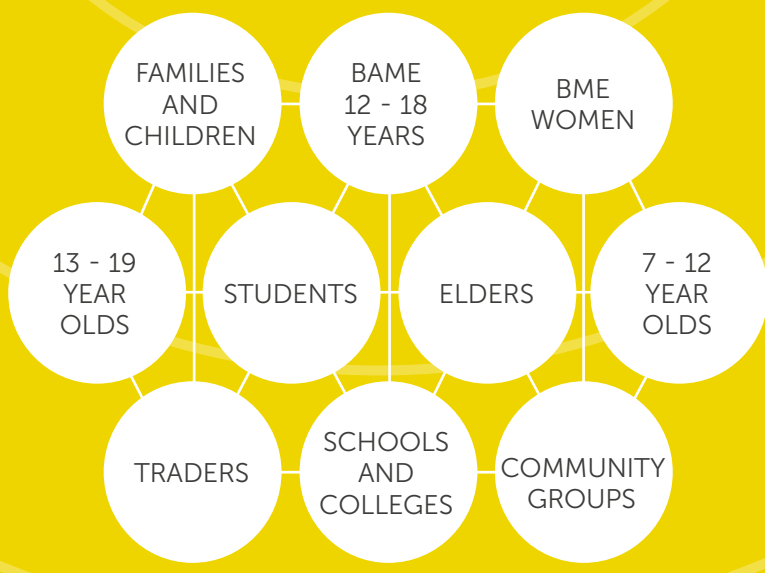 FAMILIES
AND
CHILDREN
BAME
12 - 18
YEARS
BME
WOMEN
13 - 19
YEAR
OLDS
STUDENTS
ELDERS
7 - 12
YEAR
OLDS
TRADERS
SCHOOLS
AND
COLLEGES
COMMUNITY
GROUPS